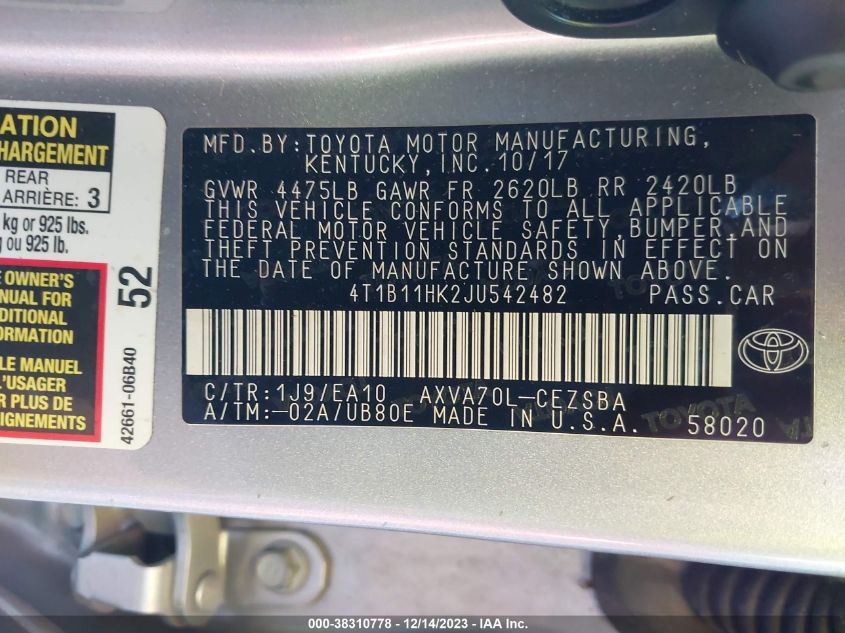 ATION
HARGEMENT
REAR
ARRIÈRE: 3
kg or 925 lbs.
ou 925 lb.
OWNER'S
MANUAL FOR
DITIONAL
ORMATION
LE MANUEL
L'USAGER
R PLUS DE
EIGNEMENTS
52
42661-06B40
MFD.BY:TOYOTA MOTOR MANUFACTURING,
KENTUCKY,INC.10/17
GVWR 4475LB GAWR FR 2620LB RR 2420LB
THIS VEHICLE CONFORMS TO ALL APPLICABLE
FEDERAL MOTOR VEHICLE SAFETY,BUMPER,AND
THEFT PREVENTION STANDARDS IN EFFECT ON
THE DATE OF MANUFACTURE SHOWN ABOVE.
4T1B11HK2JU542482 PASS.CAR
C/TR:1J9/EA10 AXVA70L-CEZSBA
A/TM:-02A/UB80E MADE IN U.S.A. 58020
TOYOTA
000-38310778 - 12/14/2023 - IAA Inc.